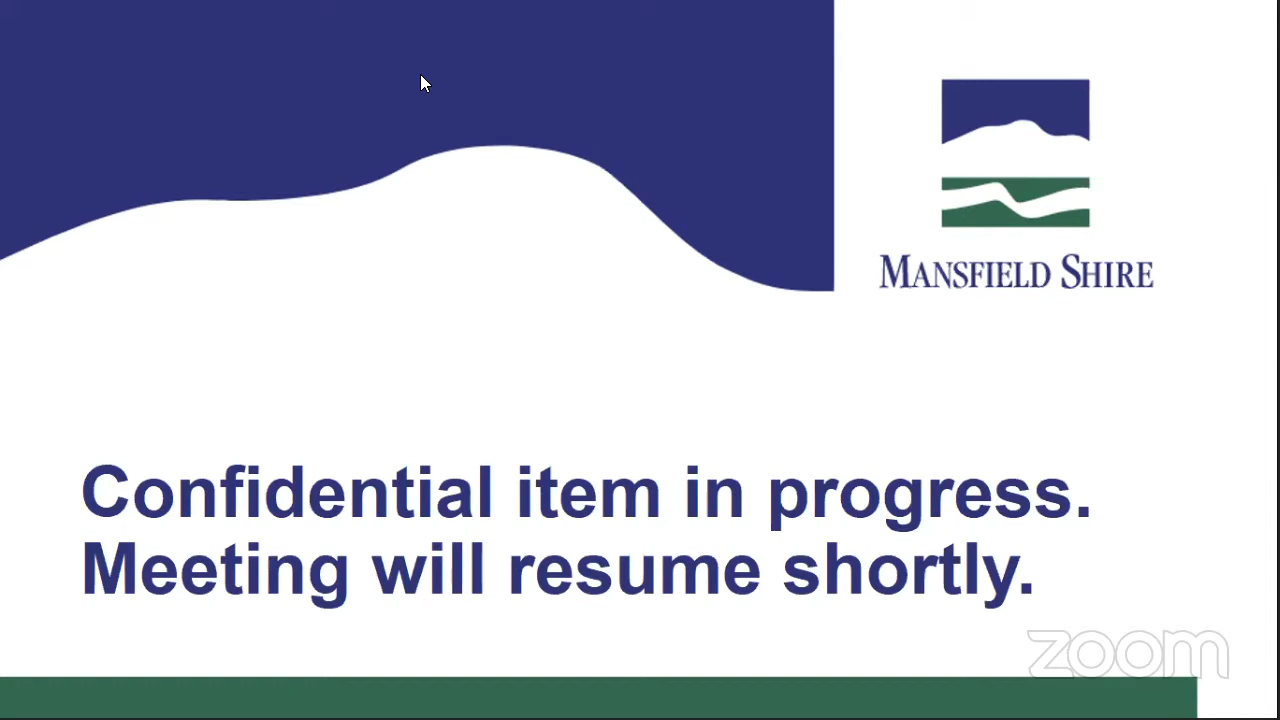 MANSFIELD SHIRE
Confidential item in progress.
Meeting will resume shortly.
zoom